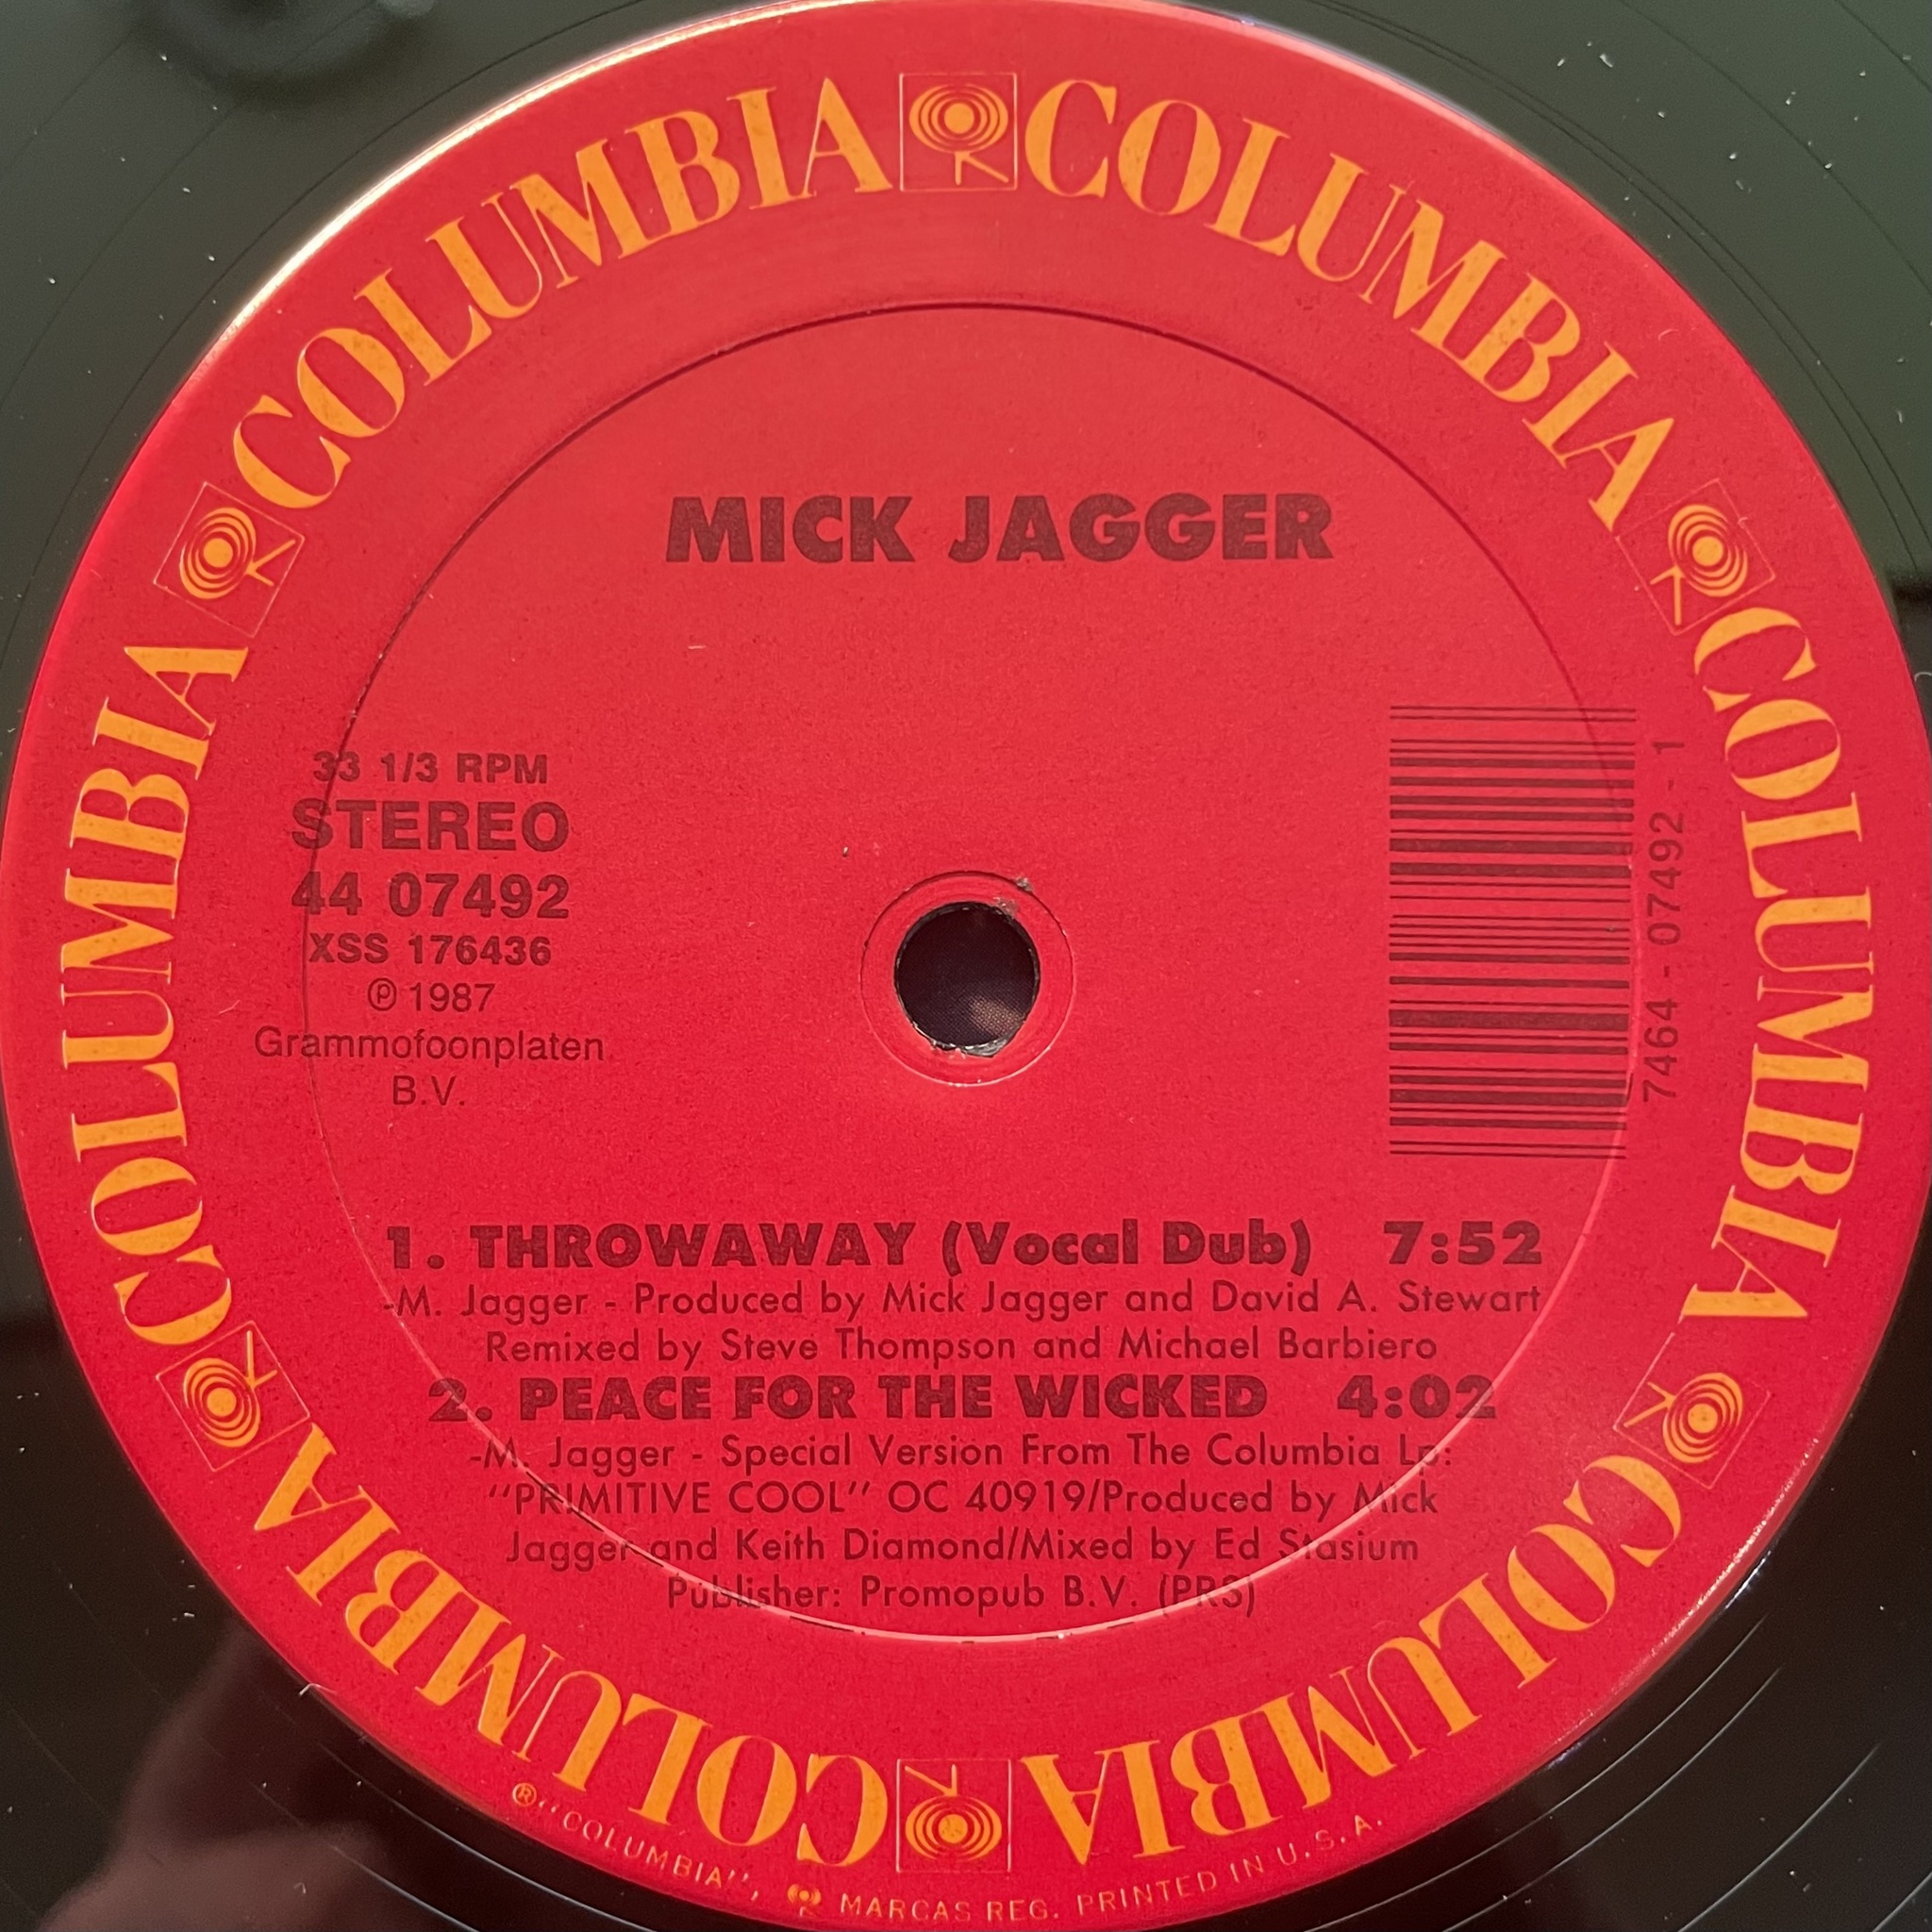 COLUMBIA COLUMBIA COLUMBIA COLUMBIA COLUMBIA COLUMBIA
MICK JAGGER
33 1/3 RPM
STEREO
44 07492
XSS 176436
℗ 1987
Grammofoonplaten
B.V.
7464 - 07492 - 1
1. THROWAWAY (Vocal Dub) 7:52
-M. Jagger - Produced by Mick Jagger and David A. Stewart
Remixed by Steve Thompson and Michael Barbiero
2. PEACE FOR THE WICKED 4:02
-M. Jagger - Special Version From The Columbia Lp:
"PRIMITIVE COOL" OC 40919/Produced by Mick
Jagger and Keith Diamond/Mixed by Ed Stasium
Publisher: Promopub B.V. (PRS)
® "COLUMBIA", MARCAS REG. PRINTED IN U.S.A.